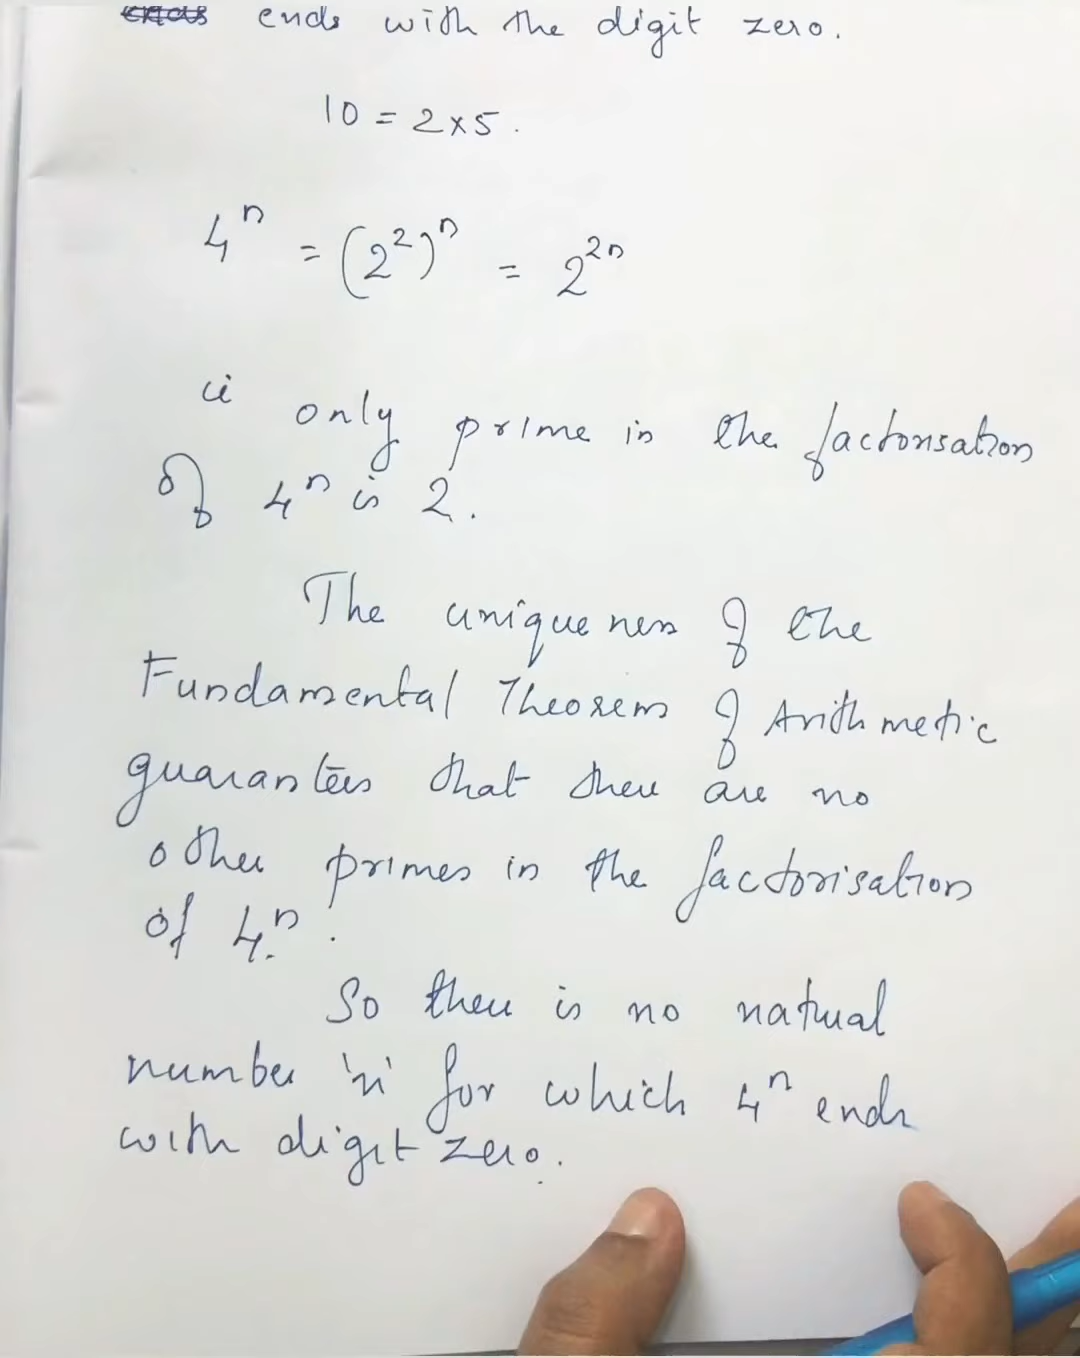 ends with the digit zero.
10 = 2 × 5.
4ⁿ = (2²)ⁿ = 2²ⁿ
ie only prime in the factorisation
of 4ⁿ is 2.
The uniqueness of the
Fundamental Theorem of Arithmetic
guarantees that there are no
other primes in the factorisation
of 4ⁿ.
So there is no natural
number 'n' for which 4ⁿ ends
with digit zero.